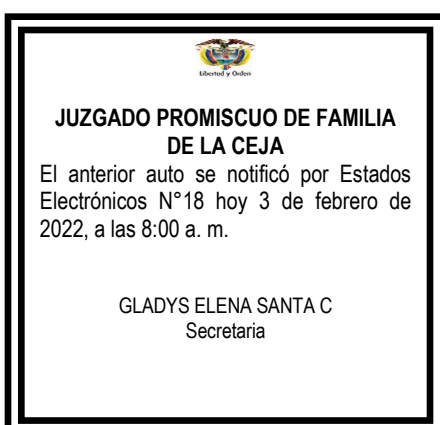 Libertad y Orden
JUZGADO PROMISCUO DE FAMILIA
DE LA CEJA
El anterior auto se notificó por Estados
Electrónicos N°18 hoy 3 de febrero de
2022, a las 8:00 a. m.
GLADYS ELENA SANTA C
Secretaria